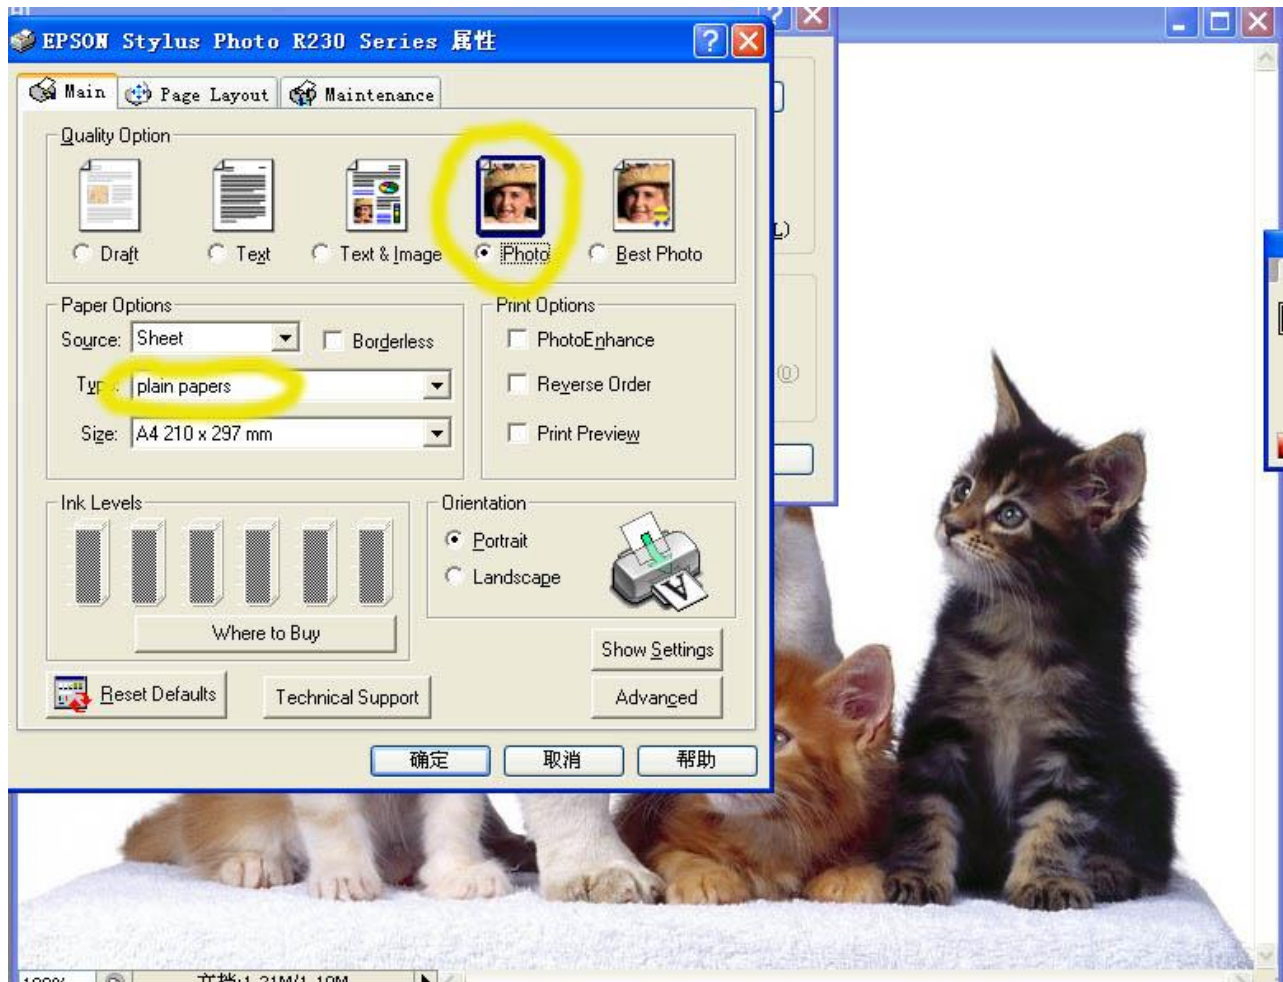 EPSON Stylus Photo R230 Series 属性
Main Page Layout Maintenance
Quality Option
Draft Text Text & Image Photo Best Photo
Paper Options
Source: Sheet Borderless
Type: plain papers
Size: A4 210 x 297 mm
Print Options
PhotoEnhance
Reverse Order
Print Preview
Ink Levels
Where to Buy
Orientation
Portrait
Landscape
Show Settings
Reset Defaults Technical Support Advanced
确定 取消 帮助